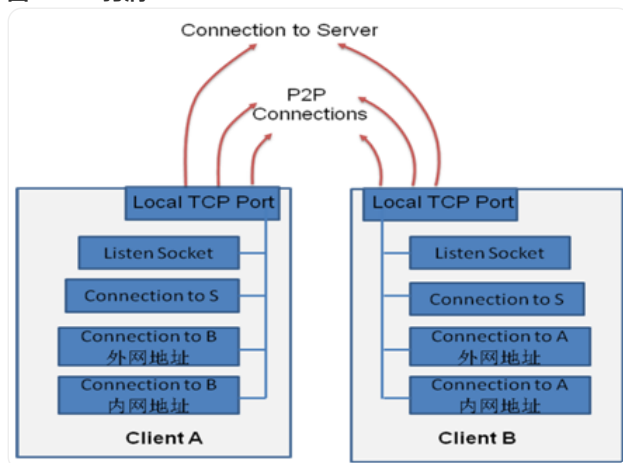 Connection to Server
P2P
Connections
Local TCP Port
Listen Socket
Connection to S
Connection to B
外网地址
Connection to B
内网地址
Client A
Local TCP Port
Listen Socket
Connection to S
Connection to A
外网地址
Connection to A
内网地址
Client B